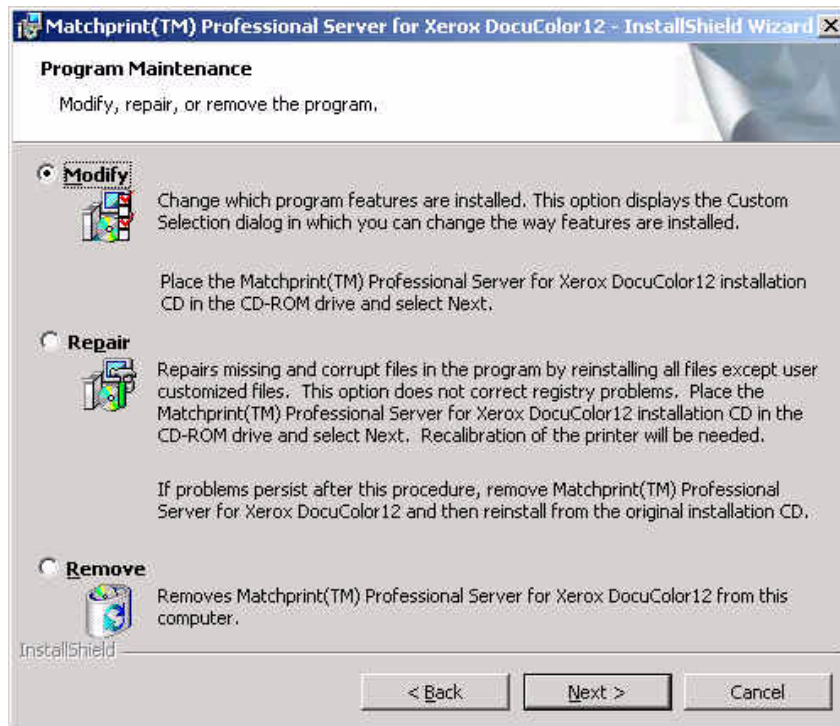 Matchprint(TM) Professional Server for Xerox DocuColor12 - InstallShield Wizard
Program Maintenance
Modify, repair, or remove the program.
Modify
Change which program features are installed. This option displays the Custom
Selection dialog in which you can change the way features are installed.
Place the Matchprint(TM) Professional Server for Xerox DocuColor12 installation
CD in the CD-ROM drive and select Next.
Repair
Repairs missing and corrupt files in the program by reinstalling all files except user
customized files. This option does not correct registry problems. Place the
Matchprint(TM) Professional Server for Xerox DocuColor12 installation CD in the
CD-ROM drive and select Next. Recalibration of the printer will be needed.
If problems persist after this procedure, remove Matchprint(TM) Professional
Server for Xerox DocuColor12 and then reinstall from the original installation CD.
Remove
Removes Matchprint(TM) Professional Server for Xerox DocuColor12 from this
computer.
InstallShield
< Back Next > Cancel